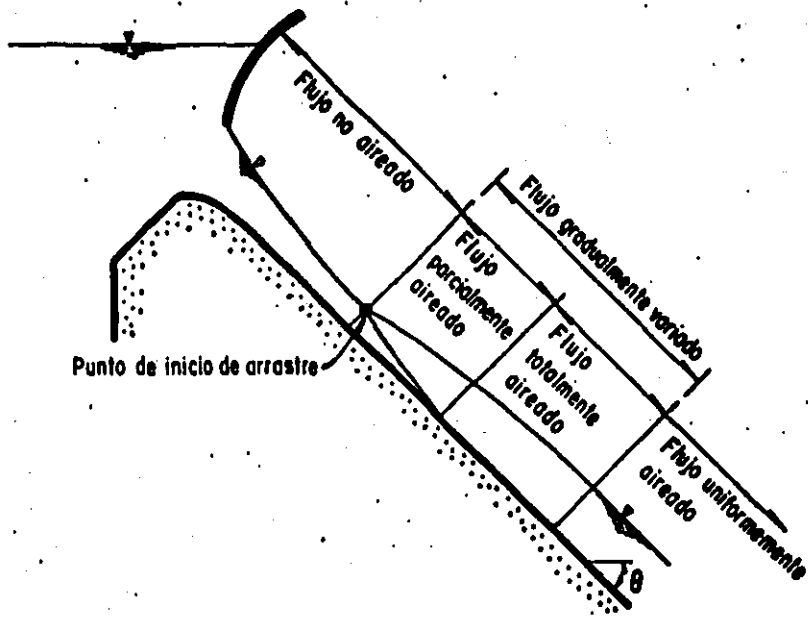 Flujo no aireado
Flujo
parcialmente
aireado
Flujo gradualmente variado
Flujo
totalmente
aireado
Flujo uniformemente
aireado
Punto de inicio de arrastre
θ